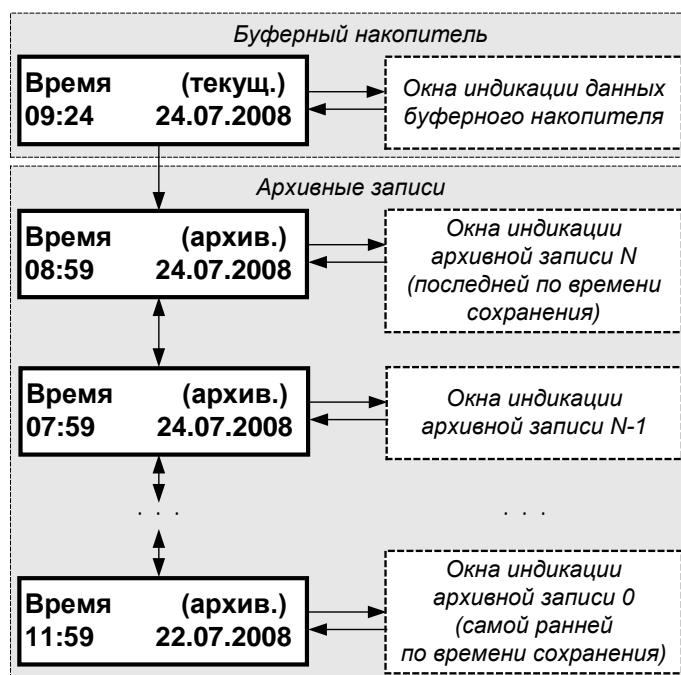 Буферный накопитель
Время (текущ.)
09:24 24.07.2008
Окна индикации данных
буферного накопителя
Архивные записи
Время (архив.)
08:59 24.07.2008
Окна индикации
архивной записи N
(последней по времени
сохранения)
Время (архив.)
07:59 24.07.2008
Окна индикации
архивной записи N-1
. . . . . .
Время (архив.)
11:59 22.07.2008
Окна индикации
архивной записи 0
(самой ранней
по времени сохранения)